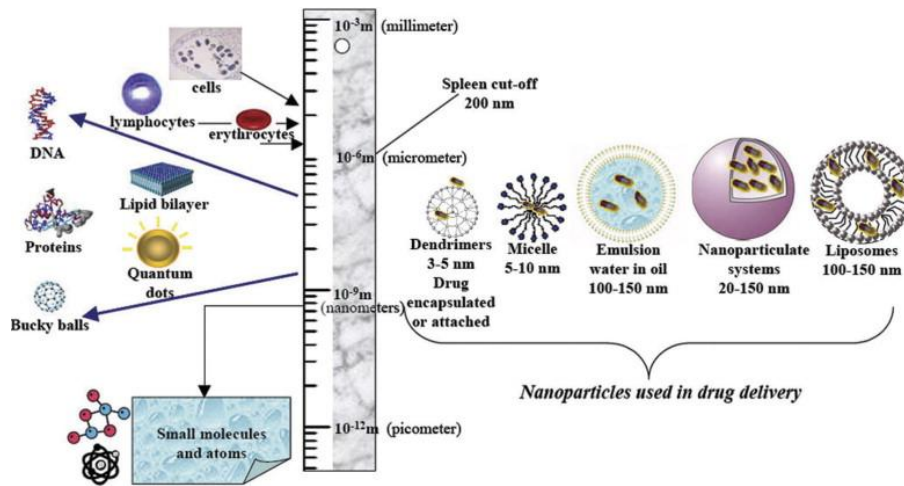 10-3m (millimeter)
cells
Spleen cut-off
200 nm
lymphocytes
erythrocytes
DNA
10-6m (micrometer)
Lipid bilayer
Proteins
Quantum
dots
Bucky balls
Dendrimers
3-5 nm
Drug
encapsulated
or attached
Micelle
5-10 nm
Emulsion
water in oil
100-150 nm
Nanoparticulate
systems
20-150 nm
Liposomes
100-150 nm
10-9m
(nanometers)
Nanoparticles used in drug delivery
Small molecules
and atoms
10-12m (picometer)